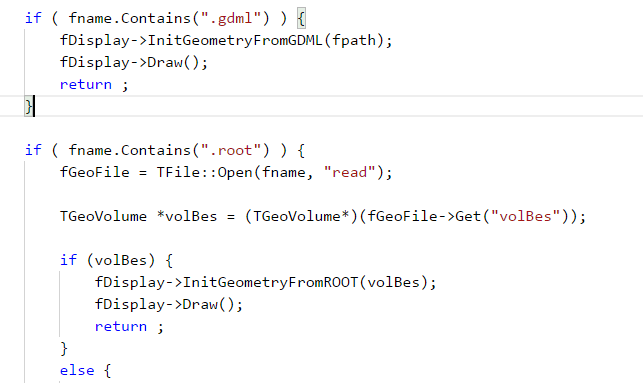 if ( fname.Contains(".gdml") ) {
    fDisplay->InitGeometryFromGDML(fpath);
    fDisplay->Draw();
    return ;
}
if ( fname.Contains(".root") ) {
    fGeoFile = TFile::Open(fname, "read");
    TGeoVolume *volBes = (TGeoVolume*)(fGeoFile->Get("volBes"));
    if (volBes) {
        fDisplay->InitGeometryFromROOT(volBes);
        fDisplay->Draw();
        return ;
    }
    else {